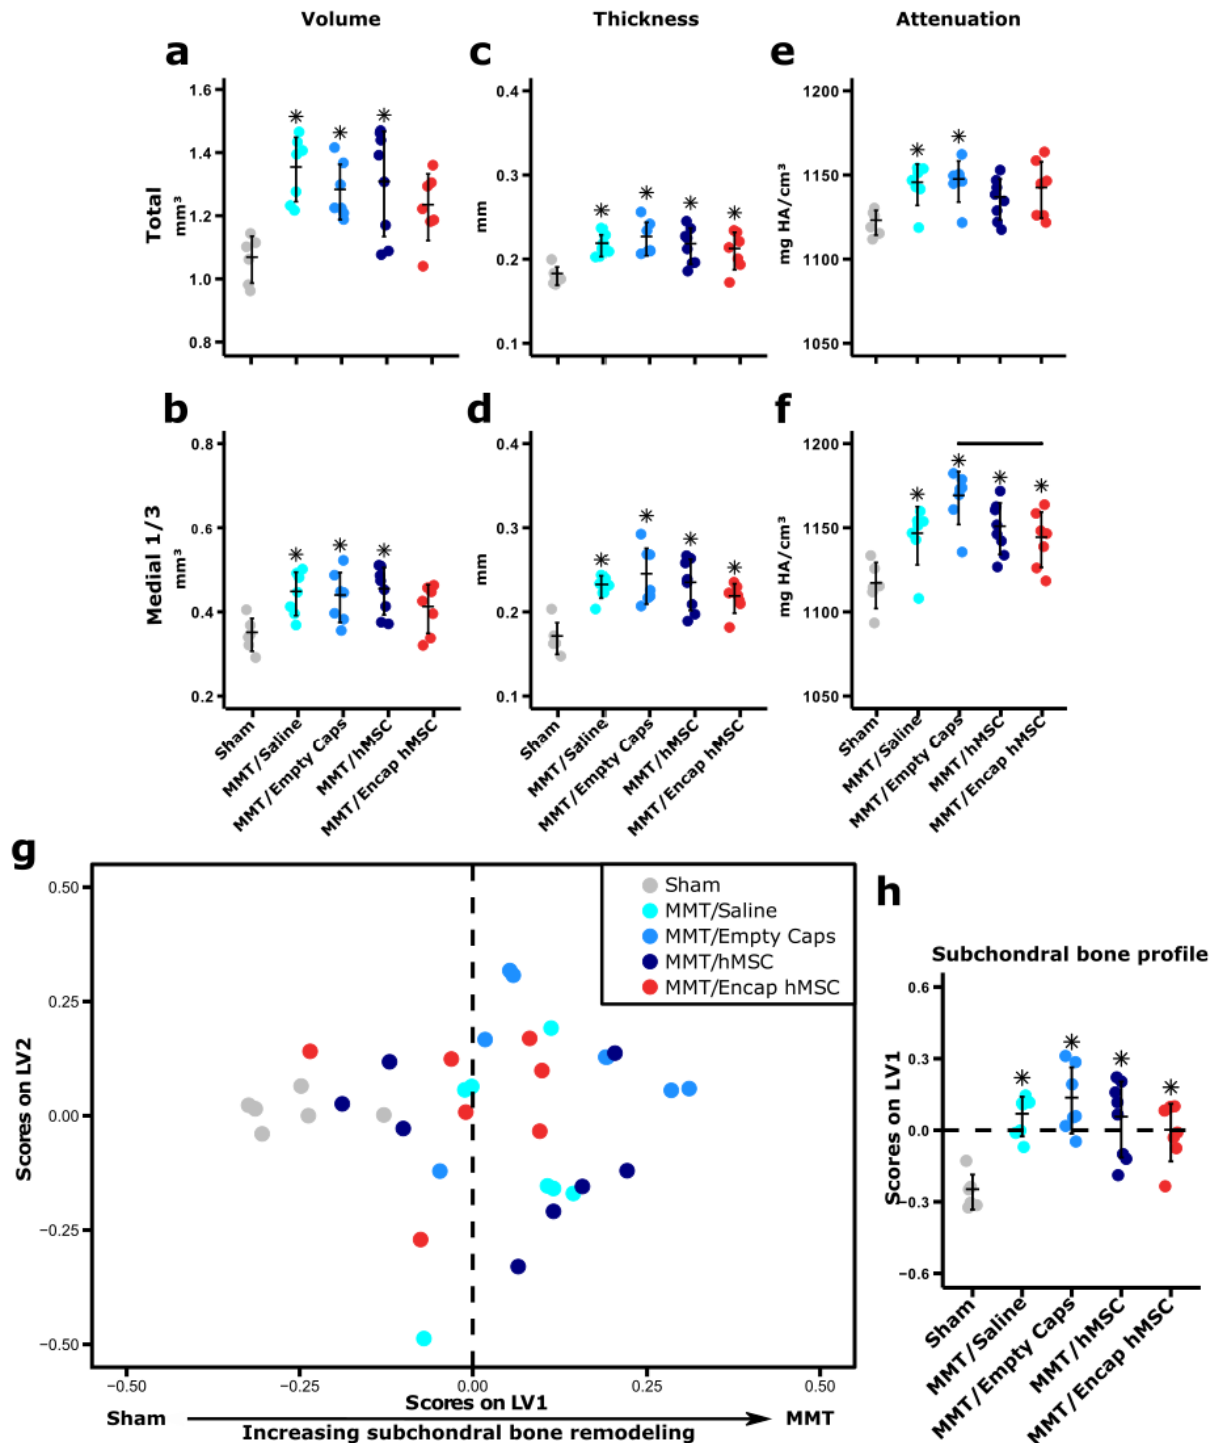 Volume
Thickness
Attenuation
a
c
e
Total
mm³
1.6
1.4
1.2
1.0
0.8
*
*
*
mm
0.4
0.3
0.2
0.1
*
*
*
*
mg HA/cm³
1200
1150
1100
1050
*
*
b
d
f
Medial 1/3
mm³
0.8
0.6
0.4
0.2
*
*
*
mm
0.4
0.3
0.2
0.1
*
*
*
*
mg HA/cm³
1200
1150
1100
1050
*
*
*
*
Sham
MMT/Saline
MMT/Empty Caps
MMT/hMSC
MMT/Encap hMSC
Sham
MMT/Saline
MMT/Empty Caps
MMT/hMSC
MMT/Encap hMSC
Sham
MMT/Saline
MMT/Empty Caps
MMT/hMSC
MMT/Encap hMSC
g
Scores on LV2
0.50
0.25
0.00
−0.25
−0.50
Sham
MMT/Saline
MMT/Empty Caps
MMT/hMSC
MMT/Encap hMSC
−0.50
−0.25
0.00
0.25
0.50
Scores on LV1
Sham
MMT
Increasing subchondral bone remodeling
h
Subchondral bone profile
Scores on LV1
0.6
0.3
0.0
−0.3
−0.6
*
*
*
*
Sham
MMT/Saline
MMT/Empty Caps
MMT/hMSC
MMT/Encap hMSC